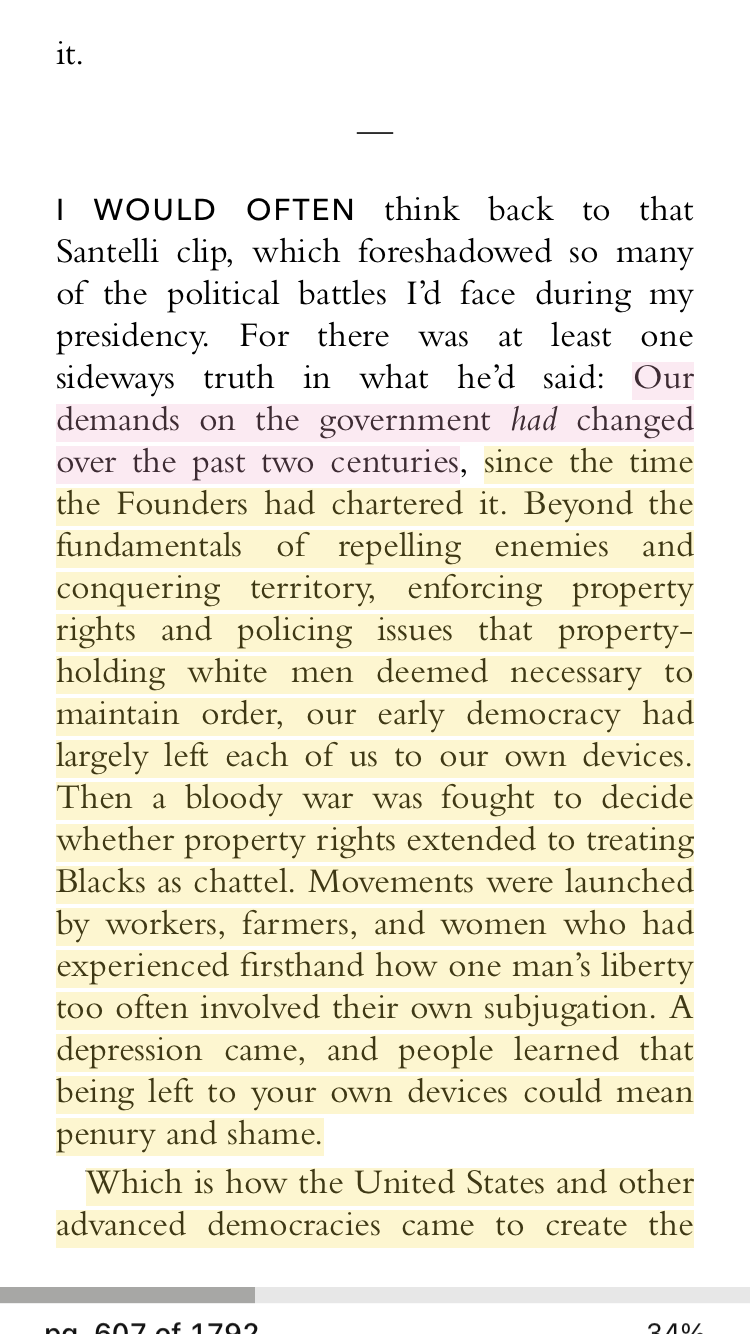 it.
—
I WOULD OFTEN think back to that
Santelli clip, which foreshadowed so many
of the political battles I’d face during my
presidency. For there was at least one
sideways truth in what he’d said: Our
demands on the government had changed
over the past two centuries, since the time
the Founders had chartered it. Beyond the
fundamentals of repelling enemies and
conquering territory, enforcing property
rights and policing issues that property-
holding white men deemed necessary to
maintain order, our early democracy had
largely left each of us to our own devices.
Then a bloody war was fought to decide
whether property rights extended to treating
Blacks as chattel. Movements were launched
by workers, farmers, and women who had
experienced firsthand how one man’s liberty
too often involved their own subjugation. A
depression came, and people learned that
being left to your own devices could mean
penury and shame.
Which is how the United States and other
advanced democracies came to create the
pg. 607 of 1792 34%